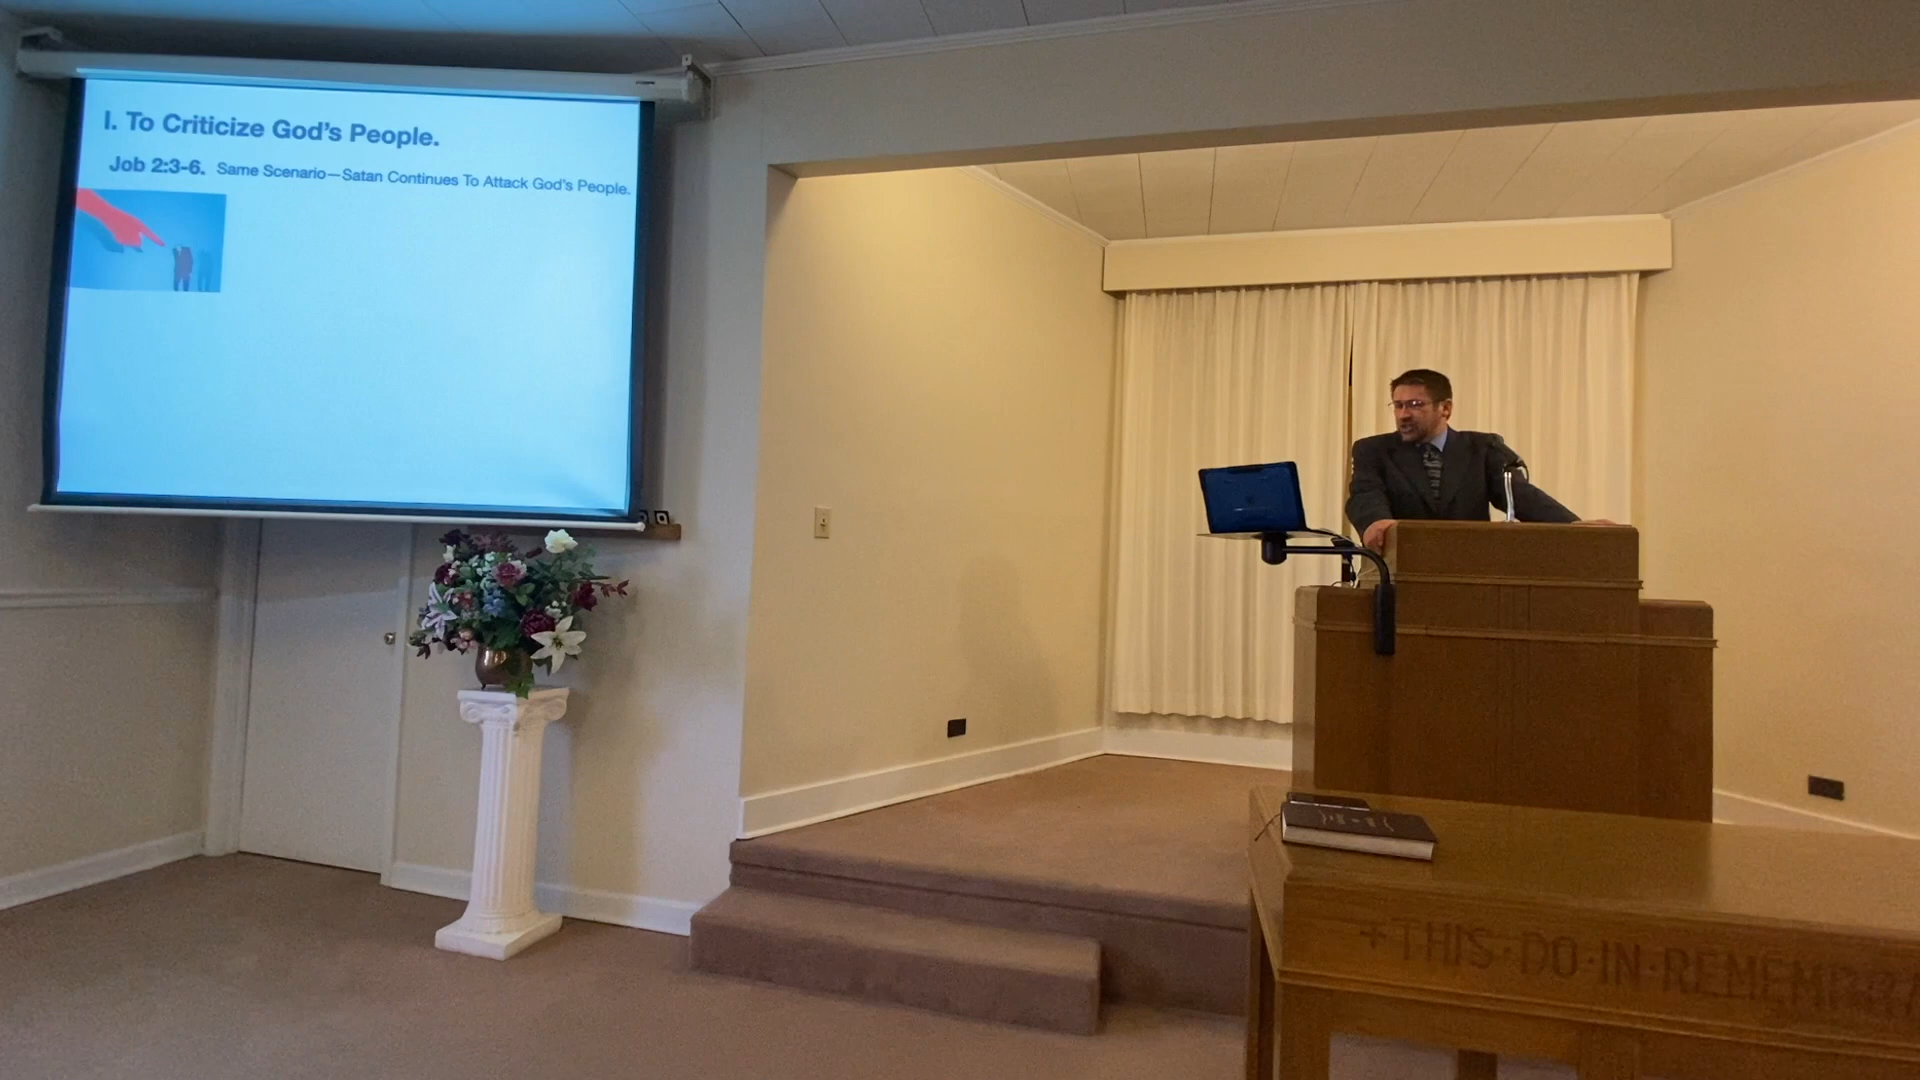 I. To Criticize God's People.
Job 2:3-6. Same Scenario—Satan Continues To Attack God's People.
+THIS·DO·IN·REMEMBRA